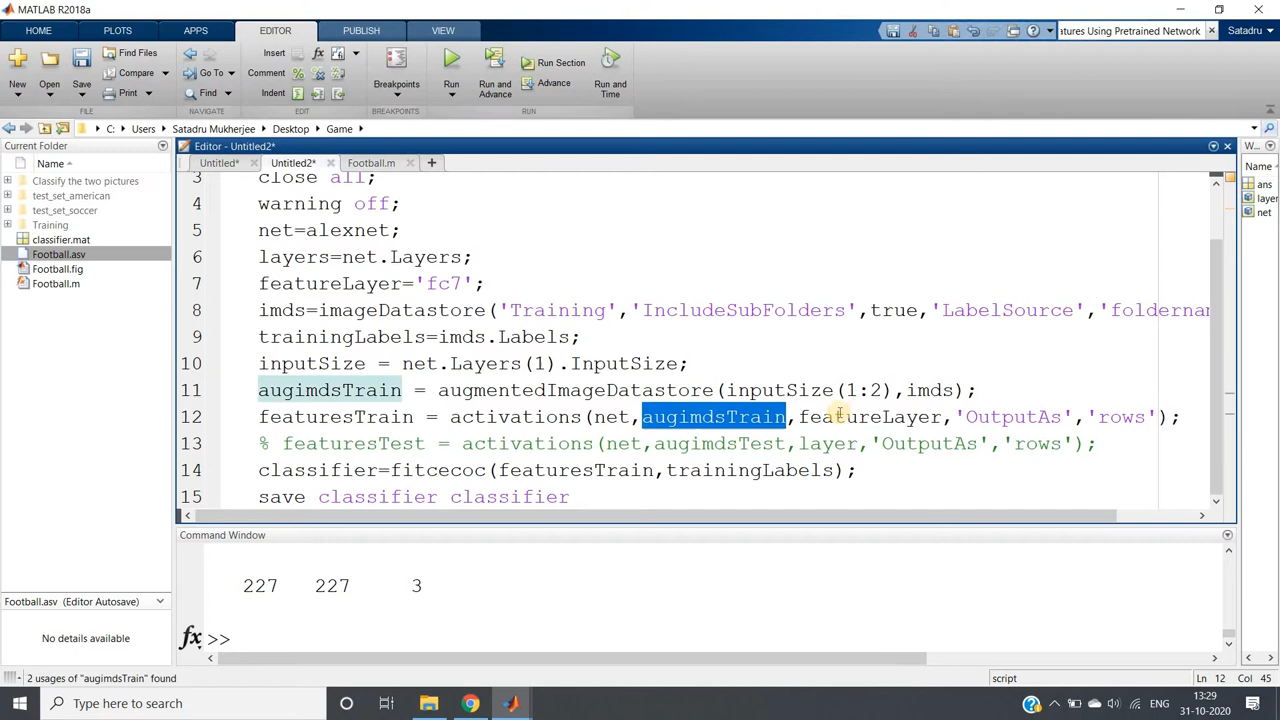 MATLAB R2018a
HOME PLOTS APPS EDITOR PUBLISH VIEW
atures Using Pretrained Network
Satadru
New Open Save
Find Files
Compare
Print
Go To
Find
Insert
Comment
Indent
Breakpoints
Run
Run and Advance
Run Section
Advance
Run and Time
FILE NAVIGATE EDIT BREAKPOINTS RUN
C: Users Satadru Mukherjee Desktop Game
Current Folder
Name
Classify the two pictures
test_set_american
test_set_soccer
Training
classifier.mat
Football.asv
Football.fig
Football.m
Football.asv (Editor Autosave)
No details available
Editor - Untitled2*
Untitled* Untitled2* Football.m
3 close all;
4 warning off;
5 net=alexnet;
6 layers=net.Layers;
7 featureLayer='fc7';
8 imds=imageDatastore('Training','IncludeSubFolders',true,'LabelSource','foldernam
9 trainingLabels=imds.Labels;
10 inputSize = net.Layers(1).InputSize;
11 augimdsTrain = augmentedImageDatastore(inputSize(1:2),imds);
12 featuresTrain = activations(net,augimdsTrain,featureLayer,'OutputAs','rows');
13 % featuresTest = activations(net,augimdsTest,layer,'OutputAs','rows');
14 classifier=fitcecoc(featuresTrain,trainingLabels);
15 save classifier classifier
Command Window
227 227 3
fx >>
W...
Name
ans
layer
net
2 usages of "augimdsTrain" found
script
Ln 12 Col 45
Type here to search
ENG
13:29
31-10-2020